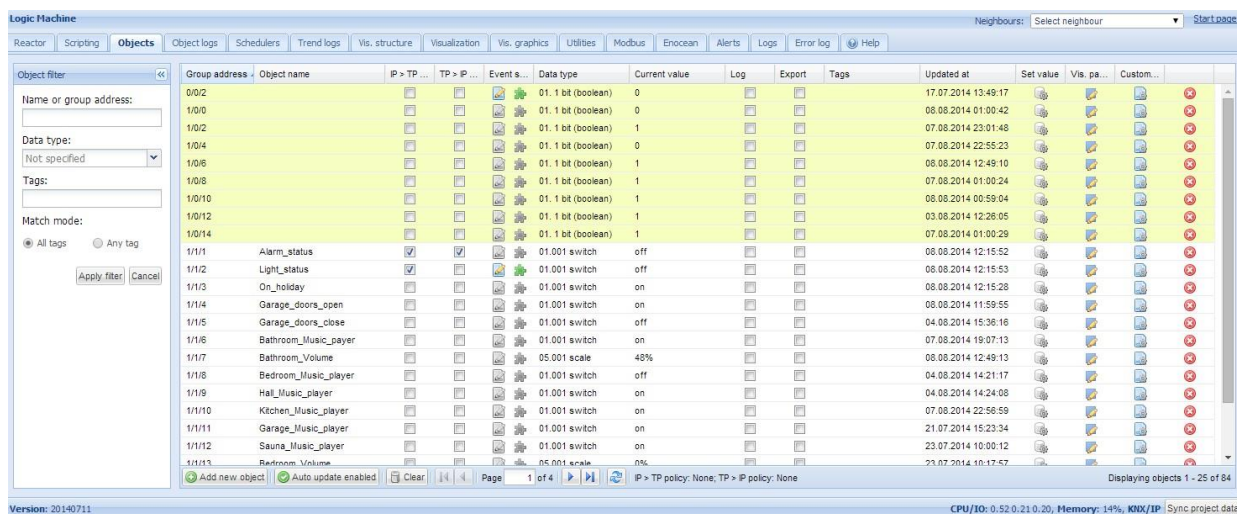 Logic Machine
Neighbours: Select neighbour Start page
Reactor Scripting Objects Object logs Schedulers Trend logs Vis. structure Visualization Vis. graphics Utilities Modbus Enocean Alerts Logs Error log Help
Object filter
Name or group address:
Data type:
Not specified
Tags:
Match mode:
All tags Any tag
Apply filter Cancel
Group address Object name IP > TP ... TP > IP ... Event s... Data type Current value Log Export Tags Updated at Set value Vis. pa... Custom...
0/0/2 01. 1 bit (boolean) 0 17.07.2014 13:49:17
1/0/0 01. 1 bit (boolean) 0 08.08.2014 01:00:42
1/0/2 01. 1 bit (boolean) 1 07.08.2014 23:01:48
1/0/4 01. 1 bit (boolean) 0 07.08.2014 22:55:23
1/0/6 01. 1 bit (boolean) 1 08.08.2014 12:49:10
1/0/8 01. 1 bit (boolean) 1 07.08.2014 01:00:24
1/0/10 01. 1 bit (boolean) 1 08.08.2014 00:59:04
1/0/12 01. 1 bit (boolean) 1 03.08.2014 12:26:05
1/0/14 01. 1 bit (boolean) 1 07.08.2014 01:00:29
1/1/1 Alarm_status 01.001 switch off 08.08.2014 12:15:52
1/1/2 Light_status 01.001 switch off 08.08.2014 12:15:53
1/1/3 On_holiday 01.001 switch on 08.08.2014 12:15:28
1/1/4 Garage_doors_open 01.001 switch on 08.08.2014 11:59:55
1/1/5 Garage_doors_close 01.001 switch off 04.08.2014 15:36:16
1/1/6 Bathroom_Music_payer 01.001 switch on 07.08.2014 19:07:13
1/1/7 Bathroom_Volume 05.001 scale 48% 08.08.2014 12:49:13
1/1/8 Bedroom_Music_player 01.001 switch off 04.08.2014 14:21:17
1/1/9 Hall_Music_player 01.001 switch on 04.08.2014 14:24:08
1/1/10 Kitchen_Music_player 01.001 switch on 07.08.2014 22:56:59
1/1/11 Garage_Music_player 01.001 switch on 21.07.2014 15:23:34
1/1/12 Sauna_Music_player 01.001 switch on 23.07.2014 10:00:12
1/1/13 Bedroom_Volume 05.001 scale 0% 23.07.2014 10:17:57
Add new object Auto update enabled Clear Page 1 of 4 IP > TP policy: None; TP > IP policy: None Displaying objects 1 - 25 of 84
Version: 20140711 CPU/IO: 0.52 0.21 0.20, Memory: 14%, KNX/IP Sync project data